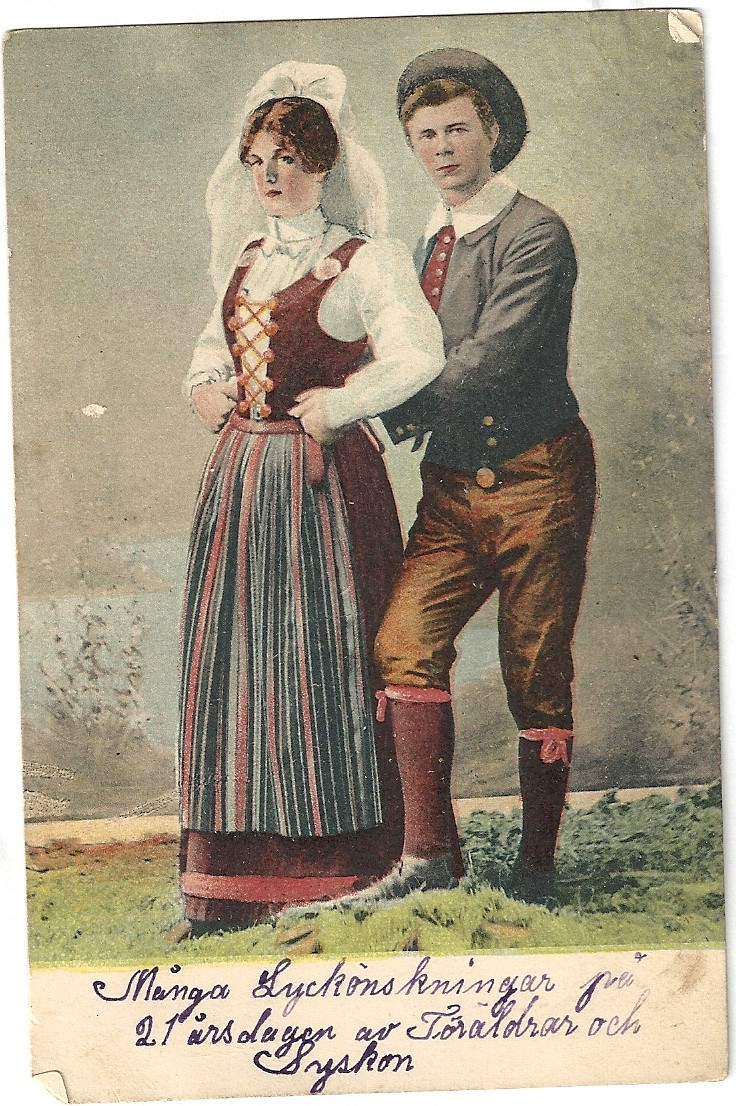 Många Lyckönskningar på
21 årsdagen av Föräldrar och
Syskon